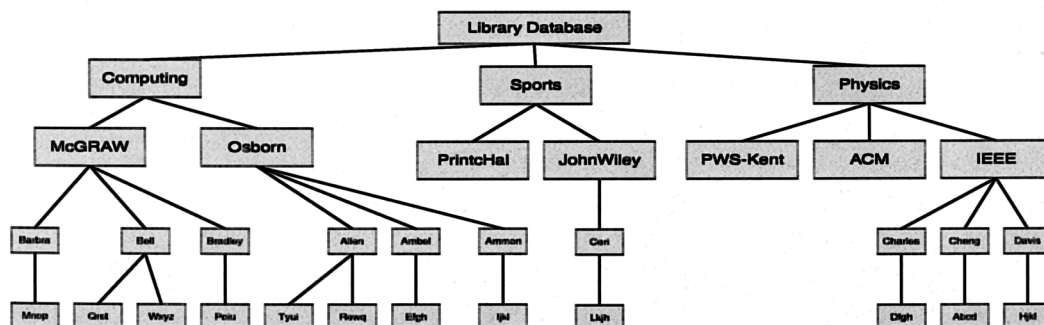 Library Database
Computing Sports Physics
McGRAW Osborn PrintcHal JohnWiley PWS-Kent ACM IEEE
Barbra Bell Bradley Allen Ambel Ammon Ceri Charles Cheng Davis
Mnop Qrst Wxyz Poiu Tyui Rewq Efgh Ijkl Lkjh Dfgh Abcd Hjkl